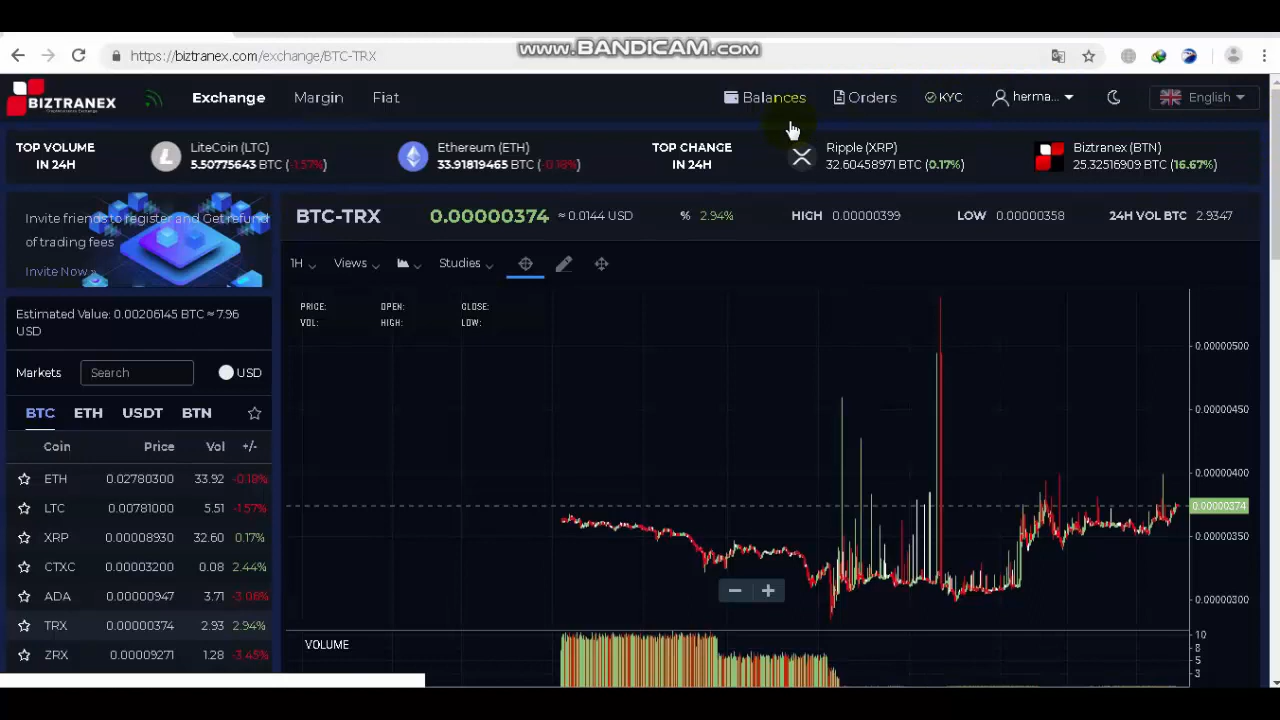 www.BANDICAM.com
https://biztranex.com/exchange/BTC-TRX
BIZTRANEX
Exchange Margin Fiat Balances Orders KYC herma... English
TOP VOLUME IN 24H
LiteCoin (LTC)
5.50775643 BTC (-1.57%)
Ethereum (ETH)
33.91819465 BTC (-0.18%)
TOP CHANCE IN 24H
Ripple (XRP)
32.60458971 BTC (0.17%)
Biztranex (BTN)
25.32516909 BTC (16.67%)
Invite friends to register and Get refund
of trading fees
Invite Now »
Estimated Value: 0.00206145 BTC ≈ 7.96
USD
Markets Search USD
BTC ETH USDT BTN
Coin Price Vol +/-
ETH 0.02780300 33.92 -0.18%
LTC 0.00781000 5.51 -1.57%
XRP 0.00008930 32.60 0.17%
CTXC 0.00003200 0.08 2.44%
ADA 0.00000947 3.71 -3.06%
TRX 0.00000374 2.93 2.94%
ZRX 0.00009271 1.28 -3.45%
BTC-TRX 0.00000374 ≈ 0.0144 USD % 2.94% HIGH 0.00000399 LOW 0.00000358 24H VOL BTC 2.9347
1H Views Studies
PRICE: OPEN: CLOSE:
VOL: HIGH: LOW:
0.00000500
0.00000450
0.00000400
0.00000374
0.00000350
0.00000300
VOLUME
10
8
5
3